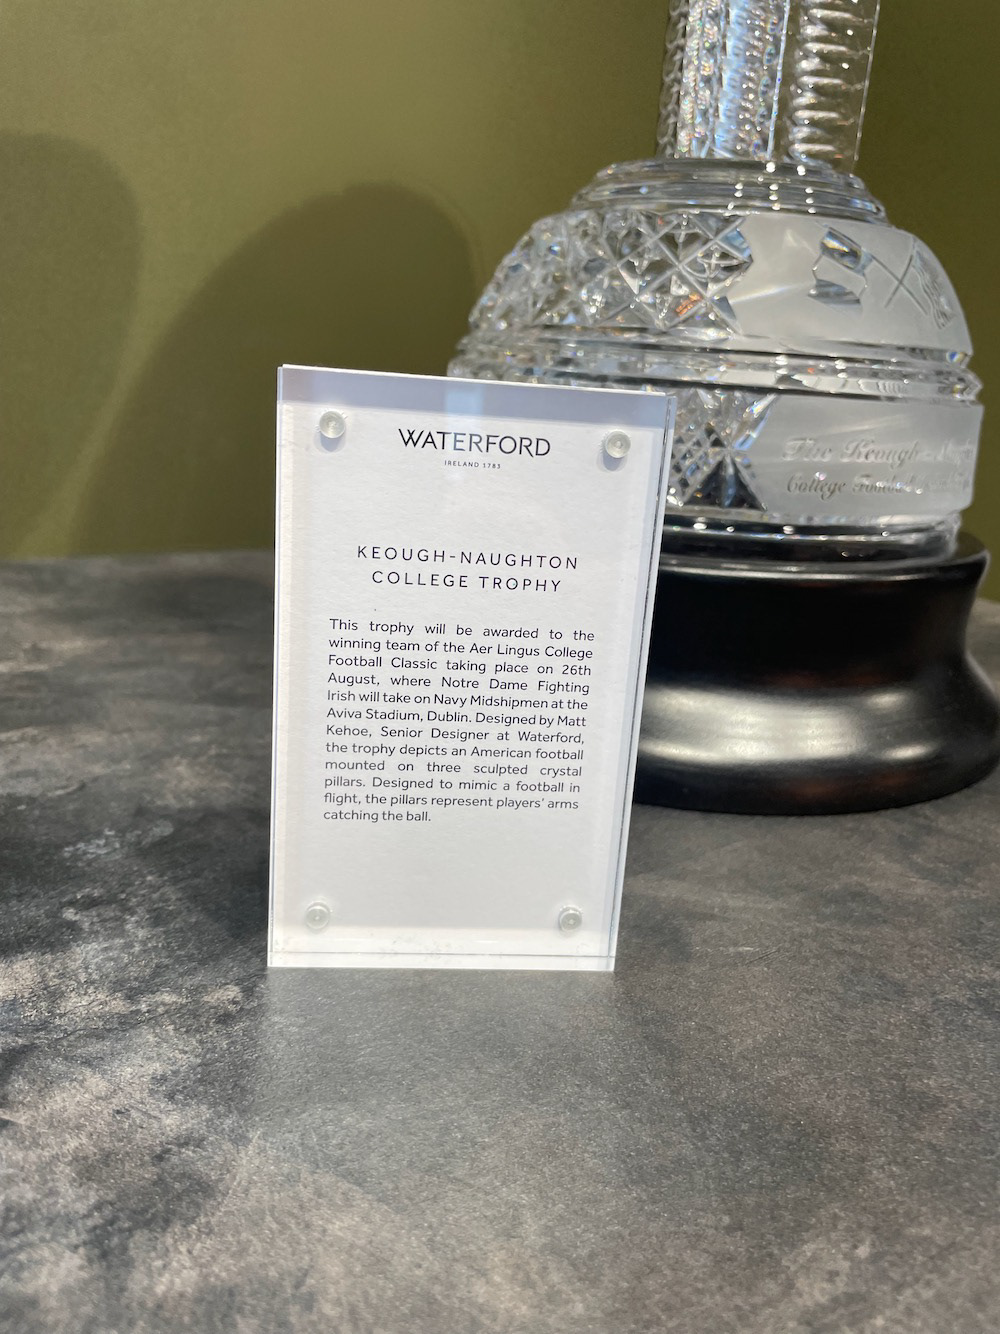 WATERFORD
IRELAND 1783
KEOUGH-NAUGHTON
COLLEGE TROPHY
This trophy will be awarded to the
winning team of the Aer Lingus College
Football Classic taking place on 26th
August, where Notre Dame Fighting
Irish will take on Navy Midshipmen at the
Aviva Stadium, Dublin. Designed by Matt
Kehoe, Senior Designer at Waterford,
the trophy depicts an American football
mounted on three sculpted crystal
pillars. Designed to mimic a football in
flight, the pillars represent players' arms
catching the ball.
The Keough-
College